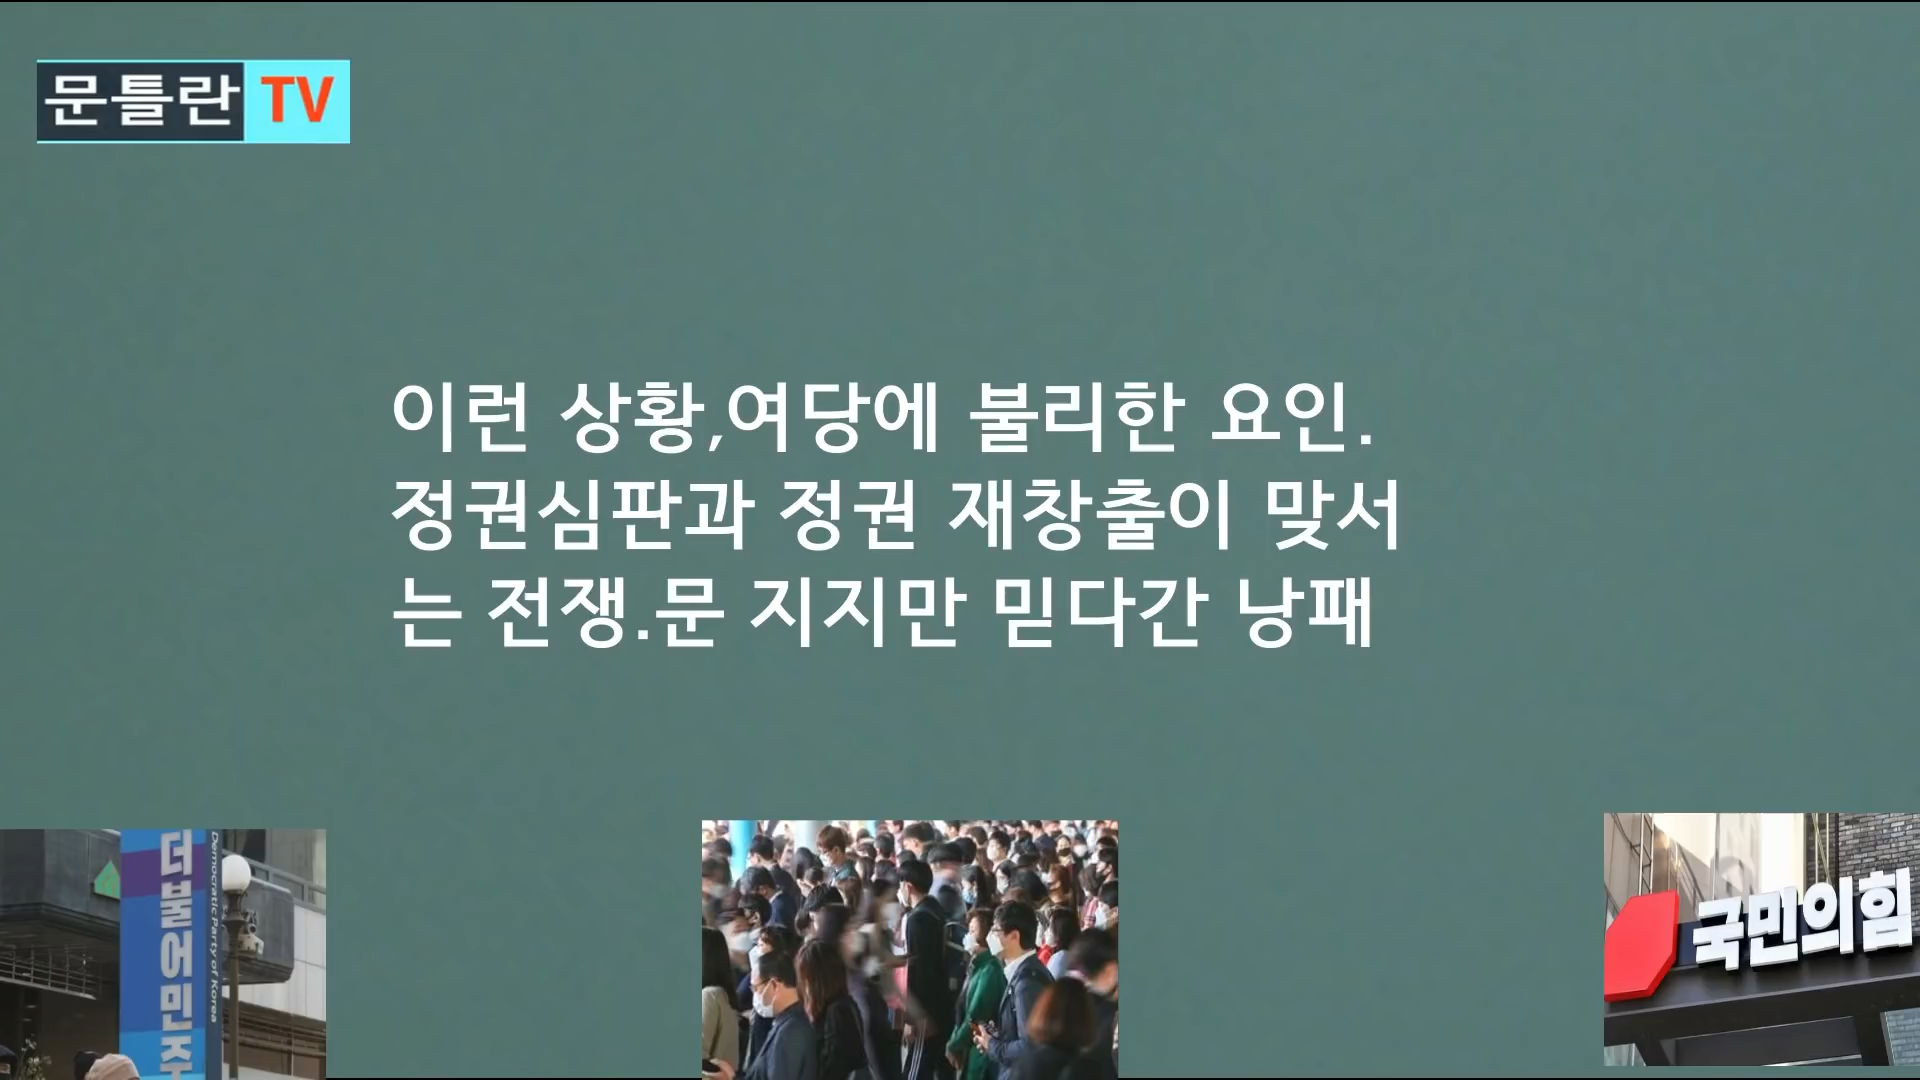 문틀란 TV
이런 상황,여당에 불리한 요인.
정권심판과 정권 재창출이 맞서
는 전쟁.문 지지만 믿다간 낭패
더불어민주
Democratic Party of Korea
국민의힘